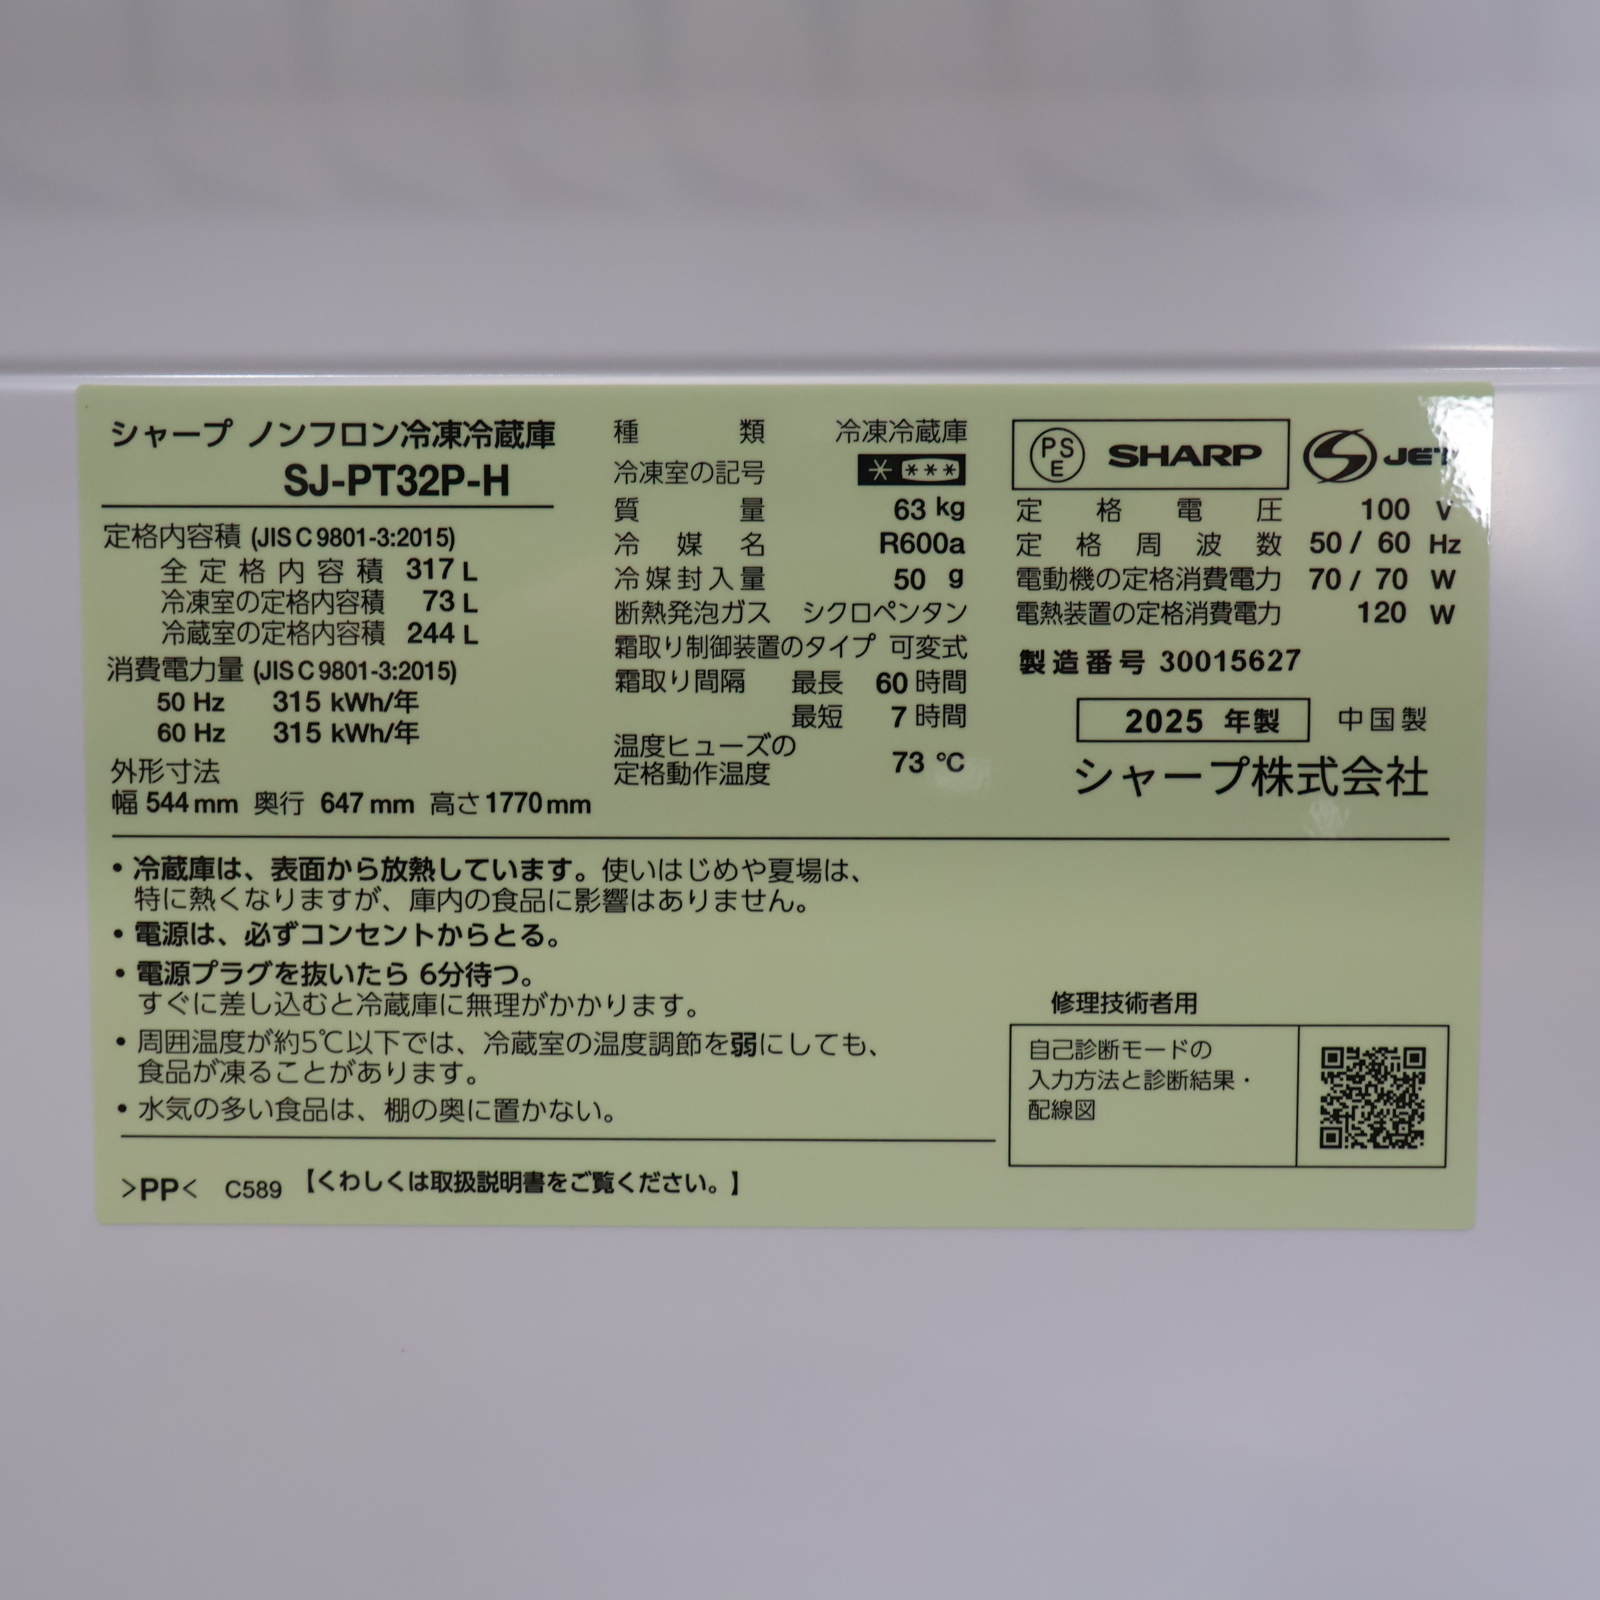 シャープ ノンフロン冷凍冷蔵庫
SJ-PT32P-H
定格内容積 (JIS C 9801-3:2015)
全定格内容積 317 L
冷凍室の定格内容積 73 L
冷蔵室の定格内容積 244 L
消費電力量 (JIS C 9801-3:2015)
50 Hz 315 kWh/年
60 Hz 315 kWh/年
外形寸法
幅 544 mm 奥行 647 mm 高さ 1770 mm
種類 冷凍冷蔵庫
冷凍室の記号 * ***
質量 63 kg
冷媒名 R600a
冷媒封入量 50 g
断熱発泡ガス シクロペンタン
霜取り制御装置のタイプ 可変式
霜取り間隔 最長 60 時間
最短 7 時間
温度ヒューズの
定格動作温度 73 ℃
PS E SHARP JET
定格電圧 100 V
定格周波数 50 / 60 Hz
電動機の定格消費電力 70 / 70 W
電熱装置の定格消費電力 120 W
製造番号 30015627
2025 年製 中国製
シャープ株式会社
・冷蔵庫は、表面から放熱しています。使いはじめや夏場は、
特に熱くなりますが、庫内の食品に影響はありません。
・電源は、必ずコンセントからとる。
・電源プラグを抜いたら 6分待つ。
すぐに差し込むと冷蔵庫に無理がかかります。
・周囲温度が約5℃以下では、冷蔵室の温度調節を弱にしても、
食品が凍ることがあります。
・水気の多い食品は、棚の奥に置かない。
>PP< C589 【くわしくは取扱説明書をご覧ください。】
修理技術者用
自己診断モードの
入力方法と診断結果・
配線図